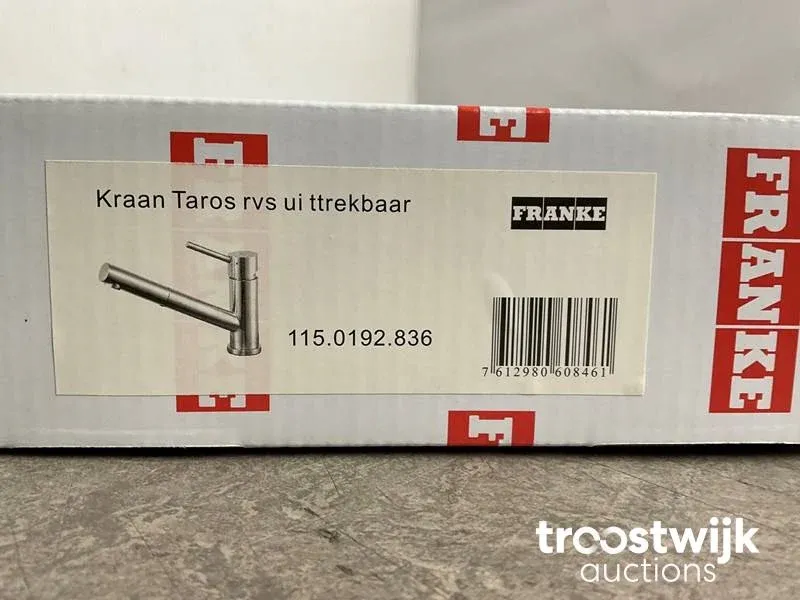 Kraan Taros rvs ui ttrekbaar
FRANKE
115.0192.836
7 612980 608461
FRANKE
troostwijk
auctions